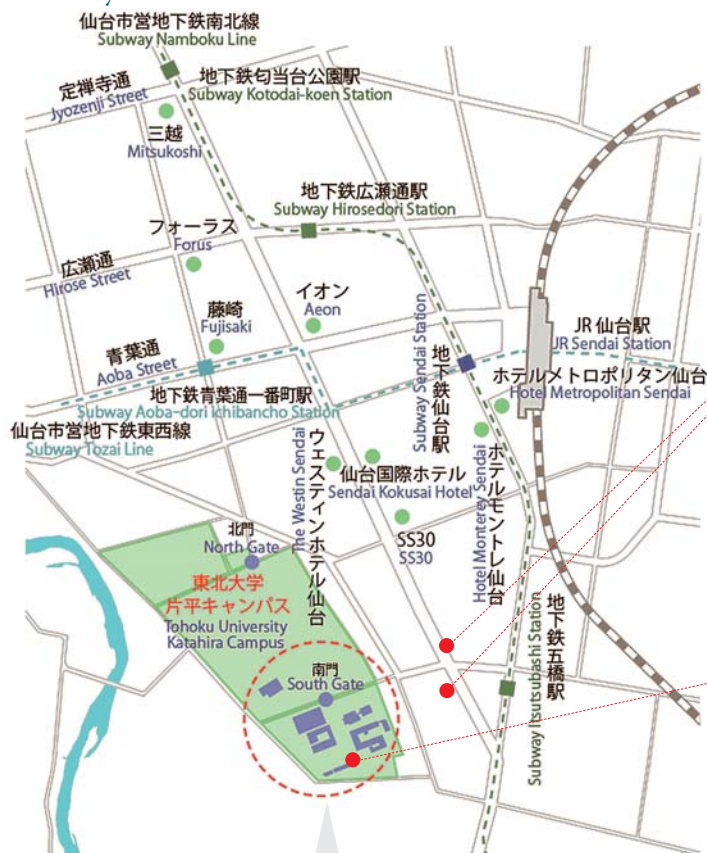 仙台市営地下鉄南北線
Subway Namboku Line
地下鉄匂当台公園駅
Subway Kotodai-koen Station
定禅寺通
Jyozenji Street
三越
Mitsukoshi
地下鉄広瀬通駅
Subway Hirosedori Station
フォーラス
Forus
広瀬通
Hirose Street
イオン
Aeon
藤崎
Fujisaki
JR 仙台駅
JR Sendai Station
地下鉄仙台駅
Subway Sendai Station
青葉通
Aoba Street
ホテルメトロポリタン仙台
Hotel Metropolitan Sendai
地下鉄青葉通一番町駅
Subway Aoba-dori Ichibancho Station
仙台市営地下鉄東西線
Subway Tozai Line
ウェスティンホテル仙台
The Westin Sendai
仙台国際ホテル
Sendai Kokusai Hotel
ホテルモントレ仙台
Hotel Monterey Sendai
SS30
SS30
北門
North Gate
東北大学
片平キャンパス
Tohoku University
Katahira Campus
地下鉄五橋駅
Subway Itsutsubashi Station
南門
South Gate